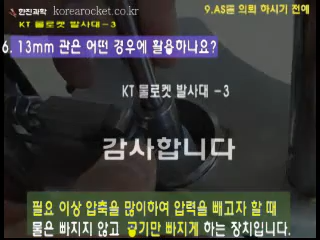 한진과학 korearocket.co.kr
9.AS를 의뢰 하시기 전에
KT 물로켓 발사대-3
6. 13mm 관은 어떤 경우에 활용하나요?
KT 물로켓 발사대 -3
감사합니다
필요 이상 압축을 많이하여 압력을 빼고자 할 때
물은 빠지지 않고 공기만 빠지게 하는 장치입니다.